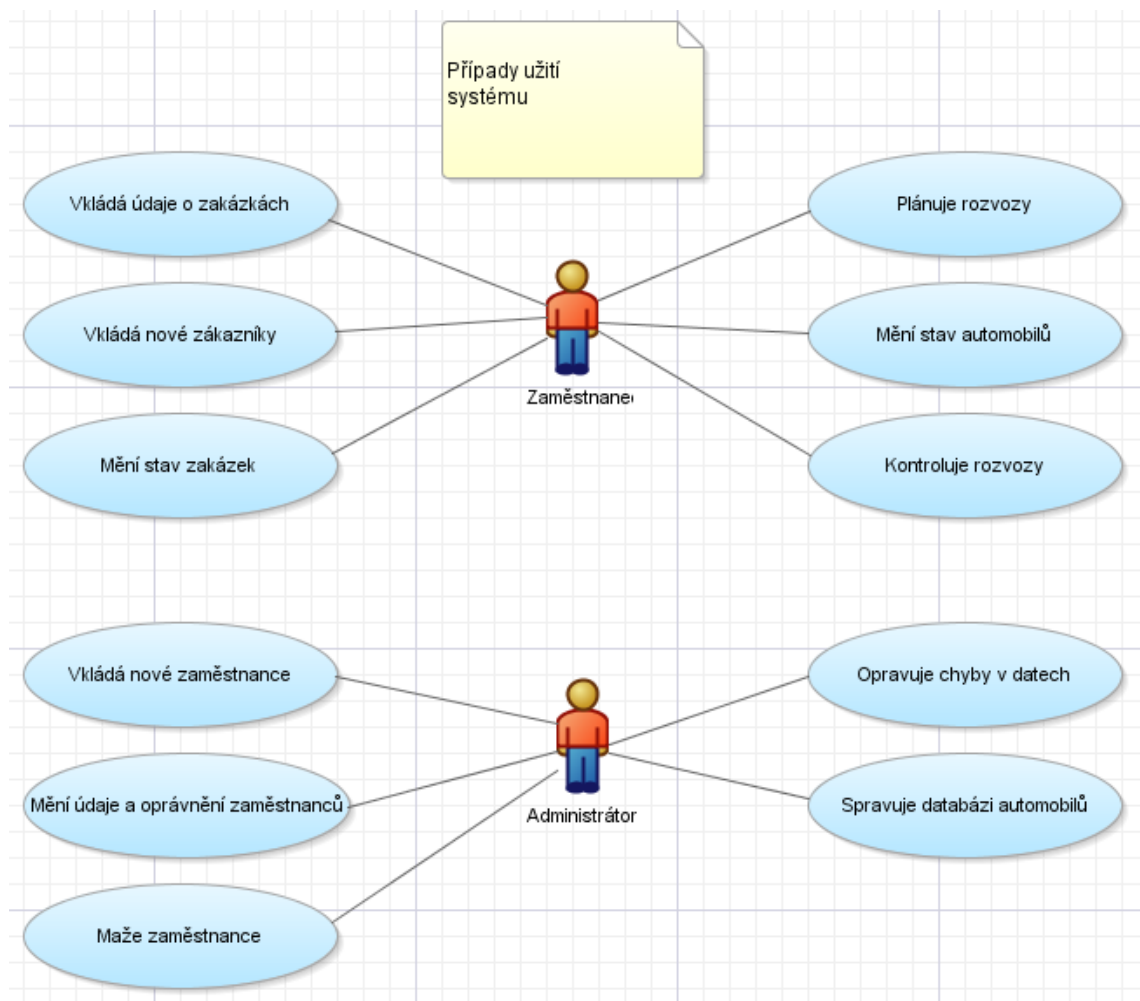 Případy užití
systému
Vkládá údaje o zakázkách
Plánuje rozvozy
Vkládá nové zákazníky
Mění stav automobilů
Zaměstnanec
Mění stav zakázek
Kontroluje rozvozy
Vkládá nové zaměstnance
Opravuje chyby v datech
Mění údaje a oprávnění zaměstnanců
Spravuje databázi automobilů
Administrátor
Maže zaměstnance